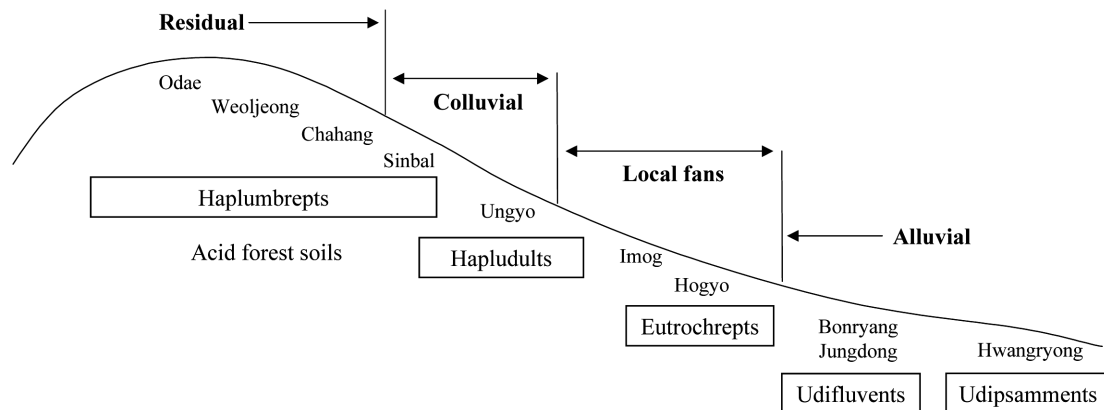 Residual
Odae
Weoljeong
Colluvial
Chahang
Sinbal
Local fans
Haplumbrepts
Ungyo
Acid forest soils
Hapludults
Alluvial
Imog
Hogyo
Eutrochrepts
Bonryang
Jungdong
Hwangryong
Udifluvents
Udipsamments